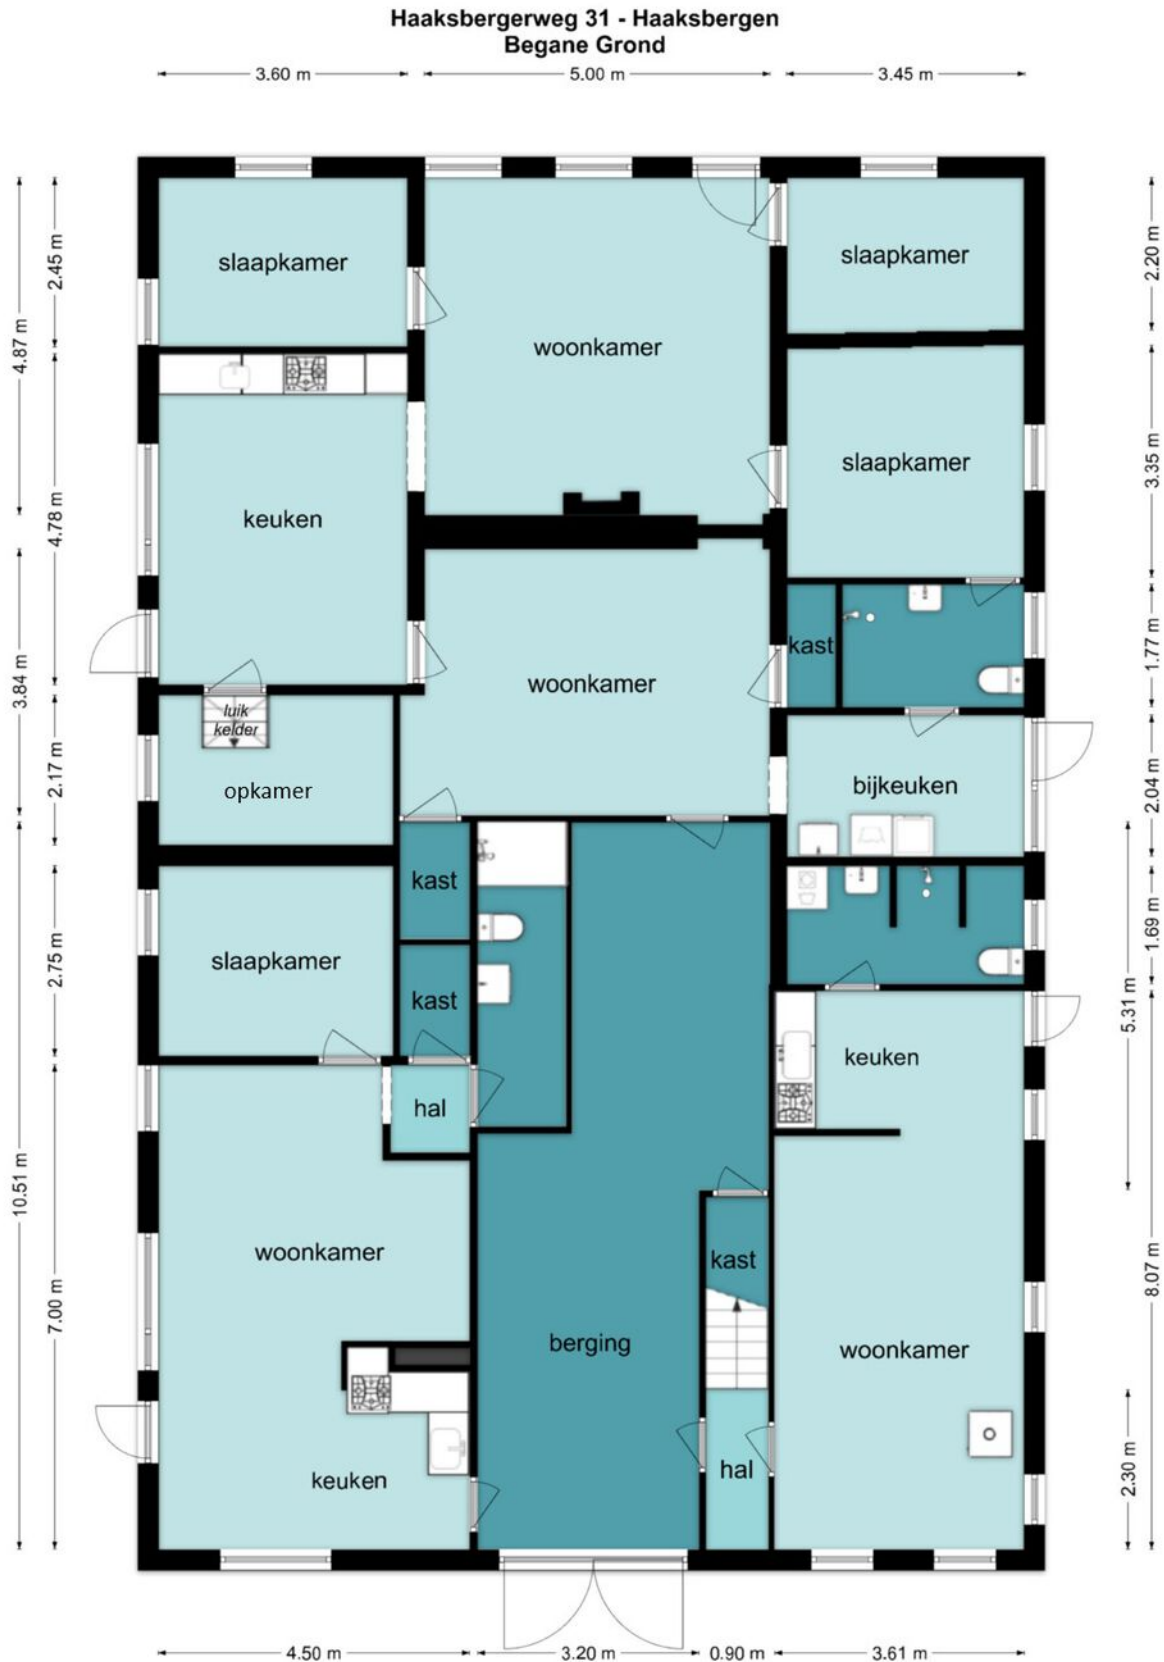 Haaksbergerweg 31 - Haaksbergen
Begane Grond
3.60 m
5.00 m
3.45 m
4.87 m
2.45 m
slaapkamer
woonkamer
slaapkamer
2.20 m
slaapkamer
3.35 m
4.78 m
keuken
3.84 m
woonkamer
kast
1.77 m
luik
kelder
2.17 m
opkamer
bijkeuken
2.04 m
kast
slaapkamer
2.75 m
kast
1.69 m
5.31 m
keuken
hal
10.51 m
7.00 m
woonkamer
kast
8.07 m
berging
woonkamer
keuken
hal
2.30 m
4.50 m
3.20 m
0.90 m
3.61 m